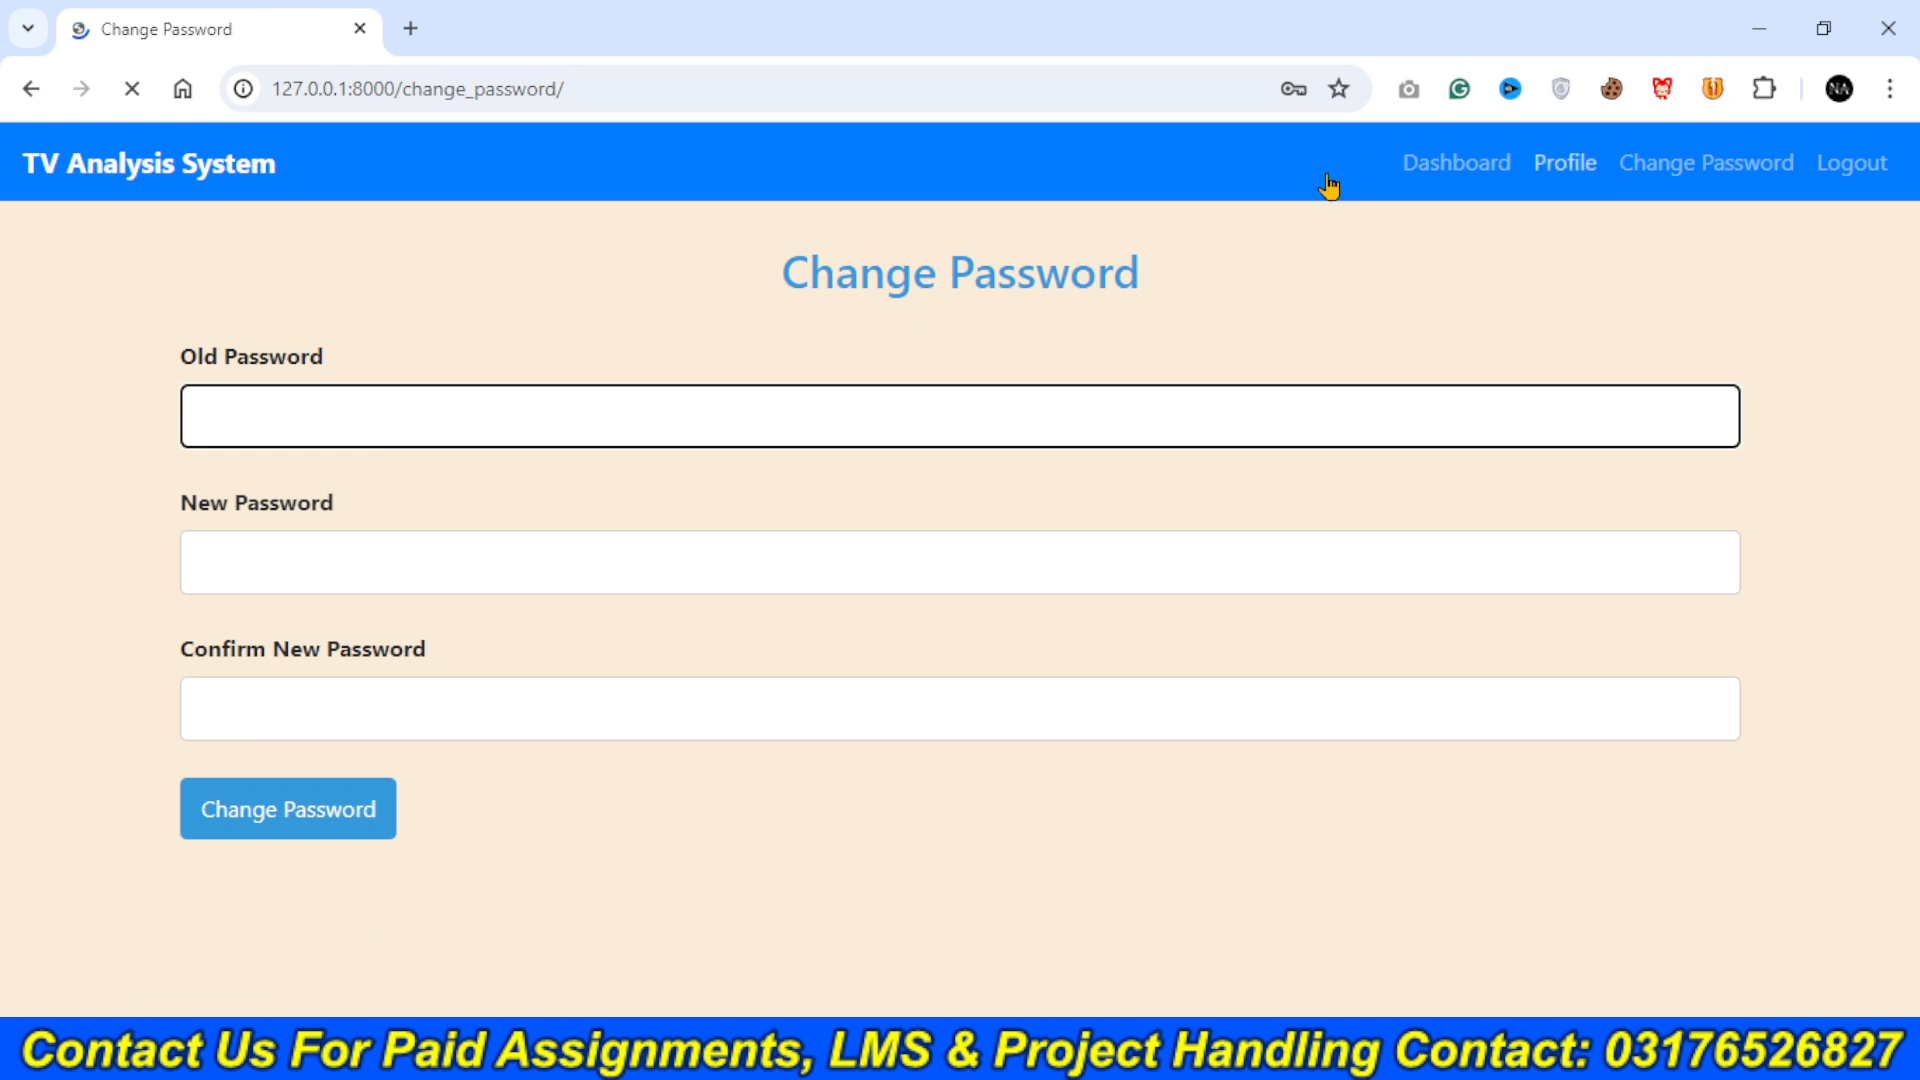 Change Password
127.0.0.1:8000/change_password/
NA
TV Analysis System
Dashboard
Profile
Change Password
Logout
Change Password
Old Password
New Password
Confirm New Password
Change Password
Contact Us For Paid Assignments, LMS & Project Handling Contact: 03176526827